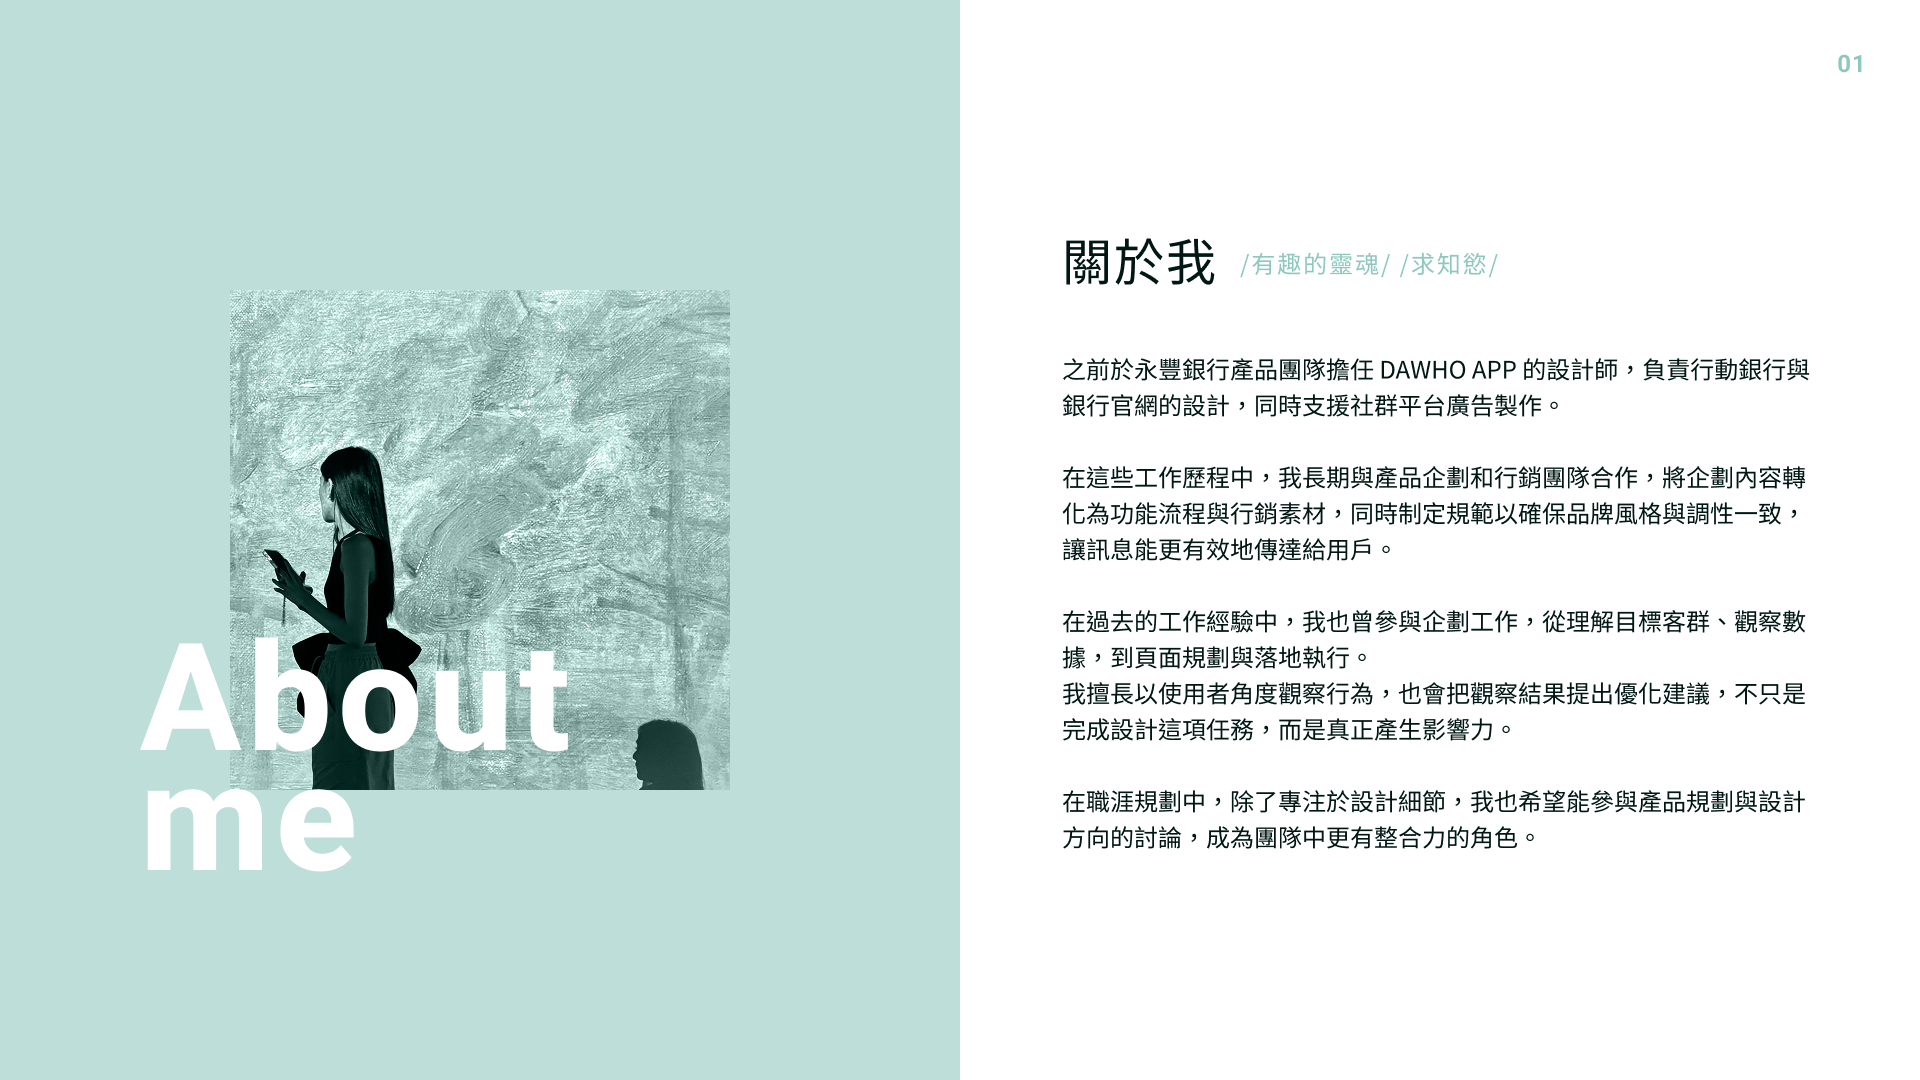 01
About
me
關於我 /有趣的靈魂/ /求知慾/
之前於永豐銀行產品團隊擔任 DAWHO APP 的設計師，負責行動銀行與
銀行官網的設計，同時支援社群平台廣告製作。
在這些工作歷程中，我長期與產品企劃和行銷團隊合作，將企劃內容轉
化為功能流程與行銷素材，同時制定規範以確保品牌風格與調性一致，
讓訊息能更有效地傳達給用戶。
在過去的工作經驗中，我也曾參與企劃工作，從理解目標客群、觀察數
據，到頁面規劃與落地執行。
我擅長以使用者角度觀察行為，也會把觀察結果提出優化建議，不只是
完成設計這項任務，而是真正產生影響力。
在職涯規劃中，除了專注於設計細節，我也希望能參與產品規劃與設計
方向的討論，成為團隊中更有整合力的角色。